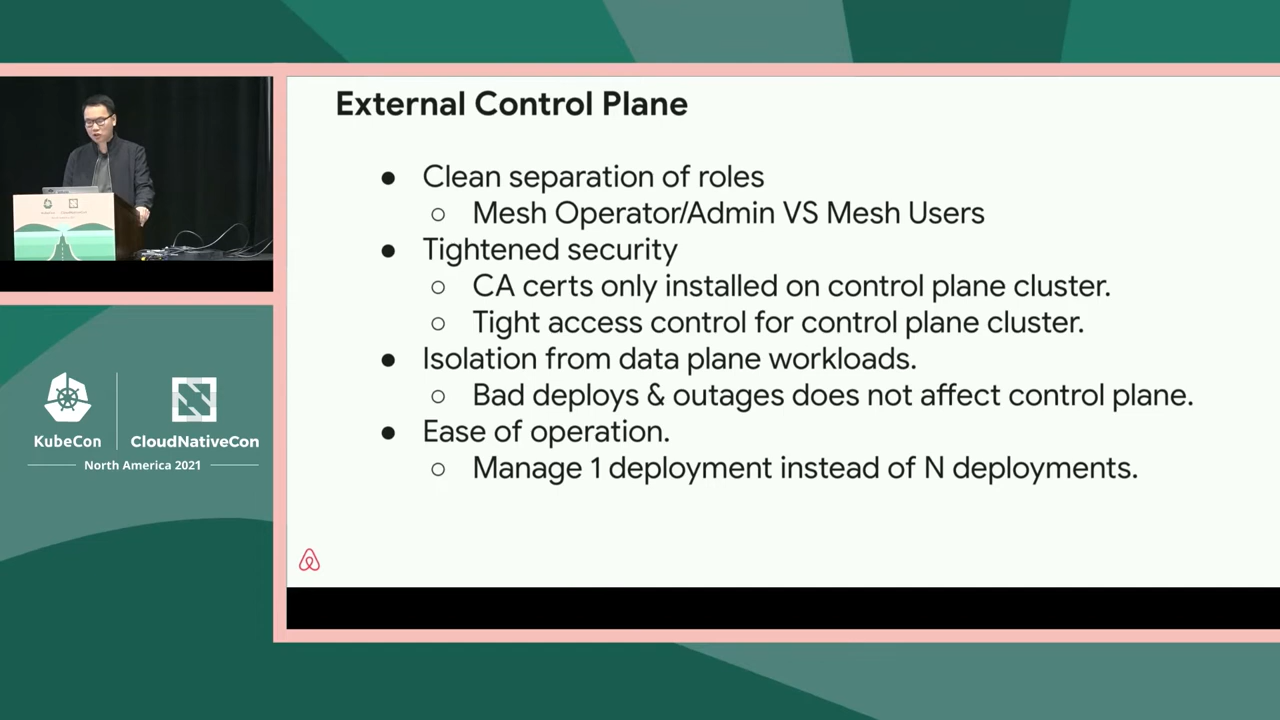 External Control Plane
● Clean separation of roles
○ Mesh Operator/Admin VS Mesh Users
● Tightened security
○ CA certs only installed on control plane cluster.
○ Tight access control for control plane cluster.
● Isolation from data plane workloads.
○ Bad deploys & outages does not affect control plane.
● Ease of operation.
○ Manage 1 deployment instead of N deployments.
KubeCon
CloudNativeCon
North America 2021